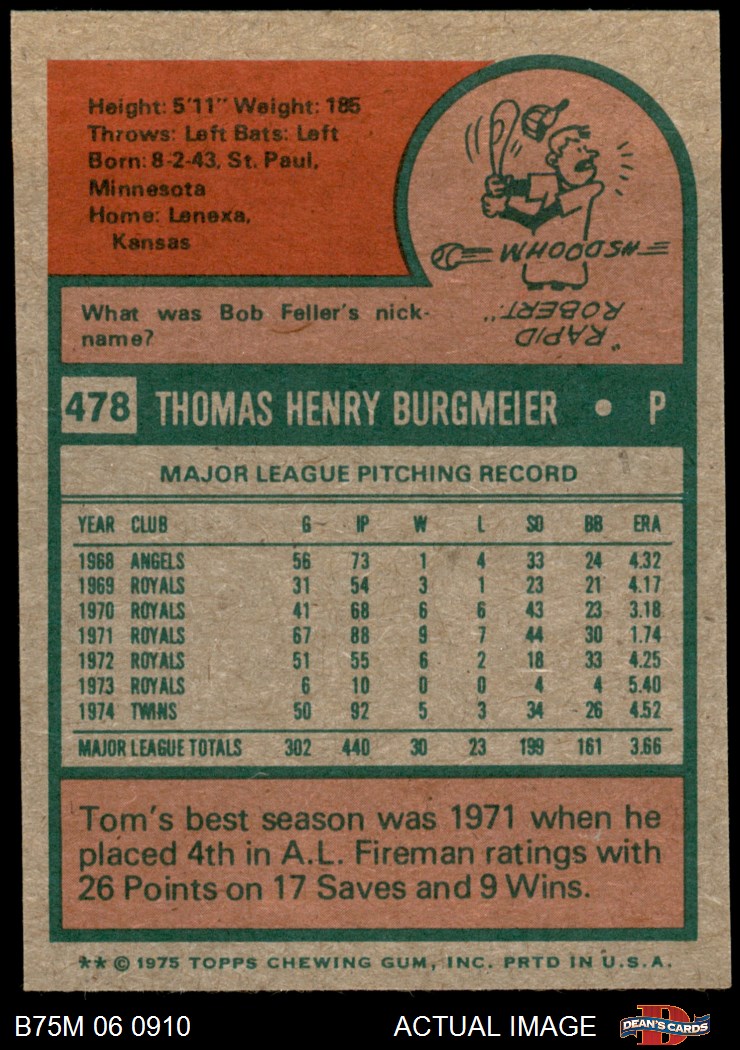 Height: 5'11" Weight: 185
Throws: Left Bats: Left
Born: 8-2-43, St. Paul,
Minnesota
Home: Lenexa,
Kansas
WHOOOOSH
What was Bob Feller's nick-
name?
"RAPID
ROBERT."
478 THOMAS HENRY BURGMEIER • P
MAJOR LEAGUE PITCHING RECORD
YEAR CLUB G IP W L SO BB ERA
1968 ANGELS 56 73 1 4 33 24 4.32
1969 ROYALS 31 54 3 1 23 21 4.17
1970 ROYALS 41 68 6 6 43 23 3.18
1971 ROYALS 67 88 9 7 44 30 1.74
1972 ROYALS 51 55 6 2 18 33 4.25
1973 ROYALS 6 10 0 0 4 4 5.40
1974 TWINS 50 92 5 3 34 26 4.52
MAJOR LEAGUE TOTALS 302 440 30 23 199 161 3.66
Tom's best season was 1971 when he
placed 4th in A.L. Fireman ratings with
26 Points on 17 Saves and 9 Wins.
** © 1975 TOPPS CHEWING GUM, INC. PRTD IN U.S.A.
B75M 06 0910 ACTUAL IMAGE D DEAN'S CARDS